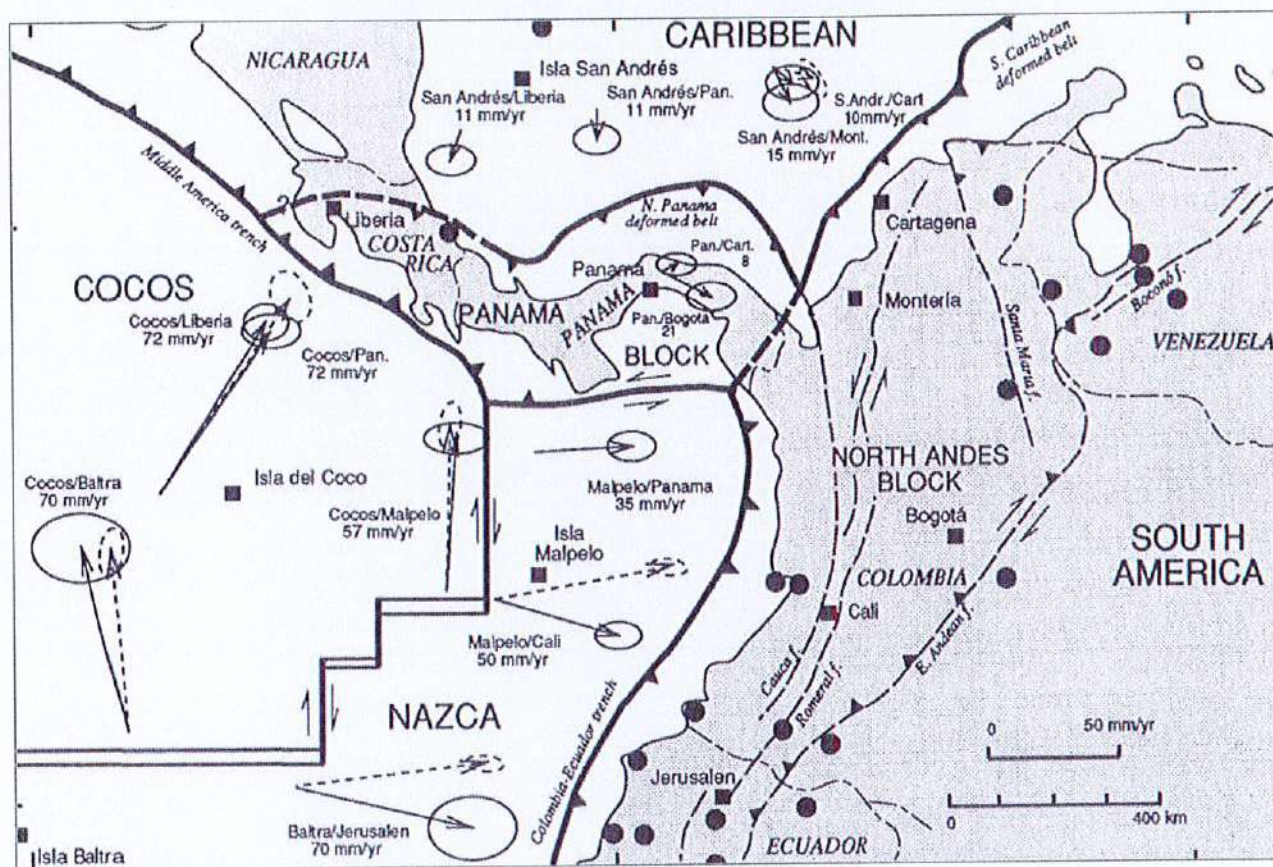 CARIBBEAN
NICARAGUA
Isla San Andrés
S. Caribbean
deformed belt
San Andrés/Liberia
11 mm/yr
San Andrés/Pan.
11 mm/yr
S.Andr./Cart
10mm/yr
San Andrés/Mont.
15 mm/yr
Middle America trench
?
Liberia
COSTA
RICA
N. Panama
deformed belt
Cartagena
Pan./Cart.
8
COCOS
Panama
PANAMA
PANAMA
BLOCK
Pan./Bogota
21
Montería
Santa Marta f.
Boconó f.
VENEZUELA
Cocos/Liberia
72 mm/yr
Cocos/Pan.
72 mm/yr
Cocos/Baltra
70 mm/yr
Isla del Coco
Cocos/Malpelo
57 mm/yr
Malpelo/Panama
35 mm/yr
NORTH ANDES
BLOCK
Bogotá
SOUTH
AMERICA
Isla
Malpelo
COLOMBIA
Cali
Malpelo/Cali
50 mm/yr
Cauca f.
Romeral f.
E. Andean f.
NAZCA
Colombia-Ecuador trench
0 50 mm/yr
Jerusalen
Baltra/Jerusalen
70 mm/yr
0 400 km
ECUADOR
Isla Baltra